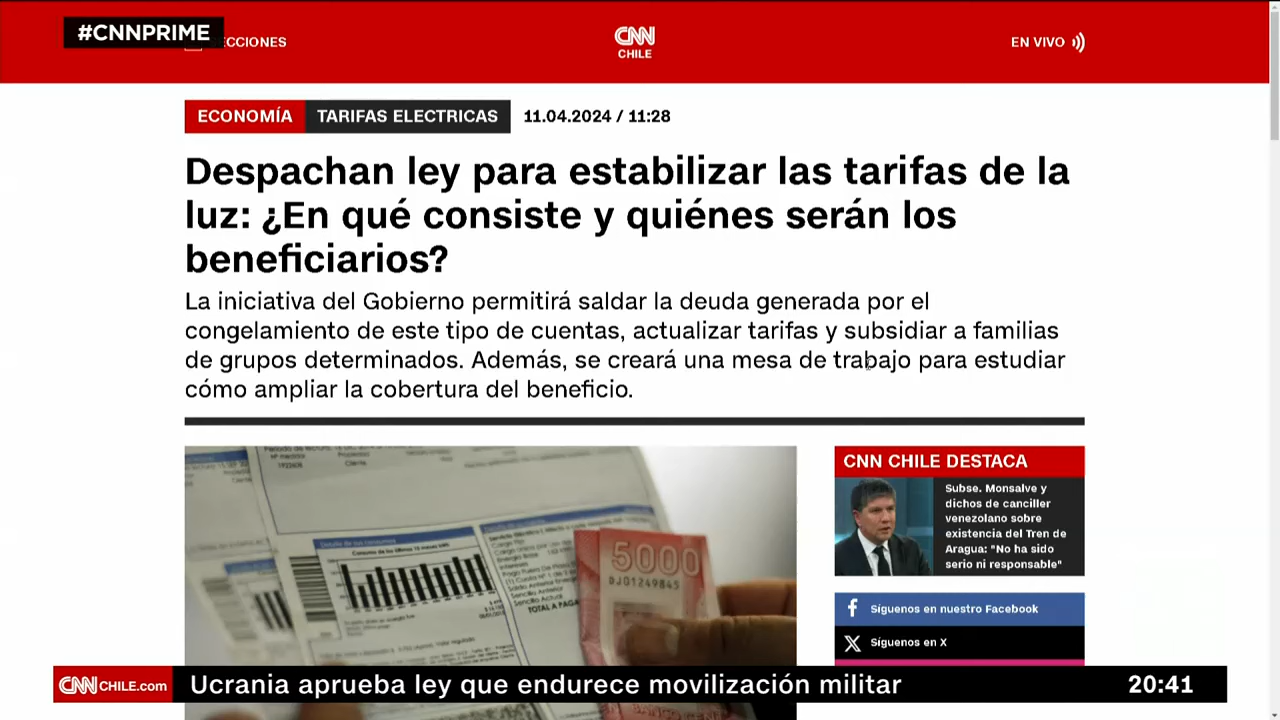 #CNNPRIME
ECCIONES
CNN
CHILE
EN VIVO
ECONOMÍA
TARIFAS ELECTRICAS
11.04.2024 / 11:28
Despachan ley para estabilizar las tarifas de la
luz: ¿En qué consiste y quiénes serán los
beneficiarios?
La iniciativa del Gobierno permitirá saldar la deuda generada por el
congelamiento de este tipo de cuentas, actualizar tarifas y subsidiar a familias
de grupos determinados. Además, se creará una mesa de trabajo para estudiar
cómo ampliar la cobertura del beneficio.
5000
DJ01249845
TOTAL A PAGA
CNN CHILE DESTACA
Subse. Monsalve y
dichos de canciller
venezolano sobre
existencia del Tren de
Aragua: "No ha sido
serio ni responsable"
Síguenos en nuestro Facebook
Síguenos en X
CNNCHILE.com
Ucrania aprueba ley que endurece movilización militar
20:41